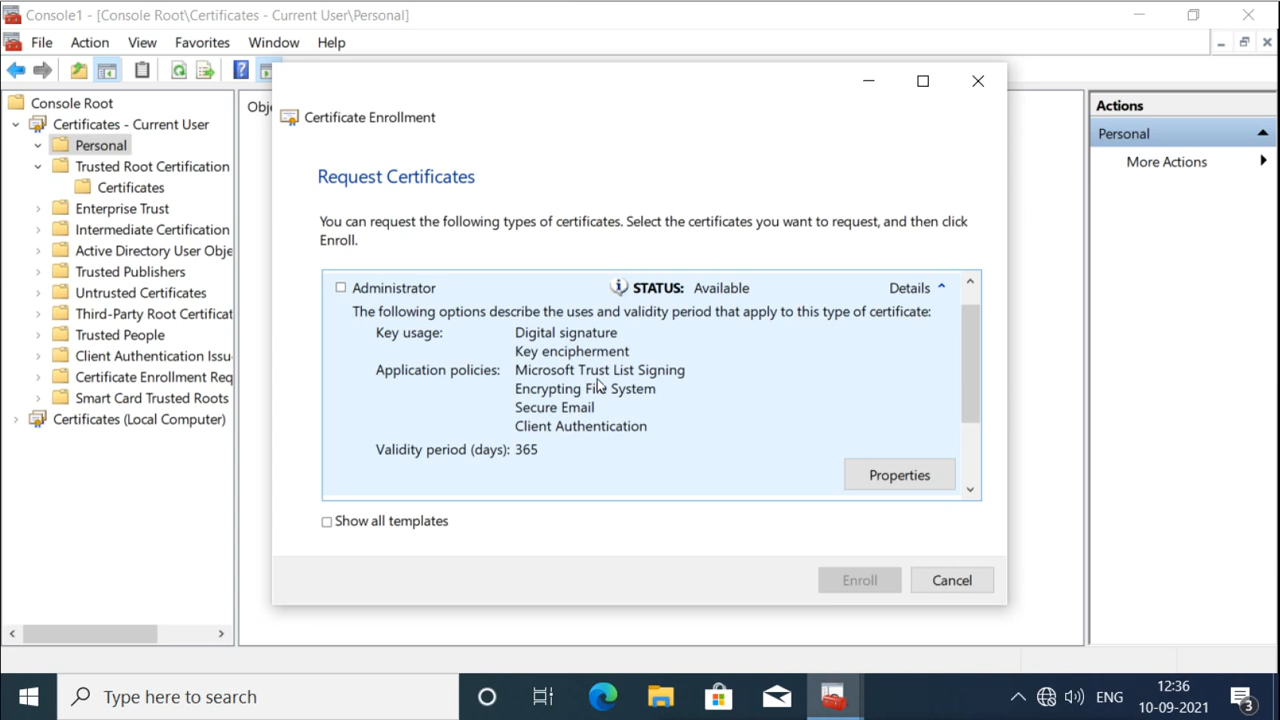 Console1 - [Console Root\Certificates - Current User\Personal]
File Action View Favorites Window Help
Console Root
Certificates - Current User
Personal
Trusted Root Certification
Certificates
Enterprise Trust
Intermediate Certification
Active Directory User Obje
Trusted Publishers
Untrusted Certificates
Third-Party Root Certificat
Trusted People
Client Authentication Issu
Certificate Enrollment Req
Smart Card Trusted Roots
Certificates (Local Computer)
Obje
Certificate Enrollment
Request Certificates
You can request the following types of certificates. Select the certificates you want to request, and then click
Enroll.
Administrator STATUS: Available Details
The following options describe the uses and validity period that apply to this type of certificate:
Key usage: Digital signature
Key encipherment
Application policies: Microsoft Trust List Signing
Encrypting File System
Secure Email
Client Authentication
Validity period (days): 365
Properties
Show all templates
Enroll Cancel
Actions
Personal
More Actions
Type here to search
ENG
12:36
10-09-2021
3